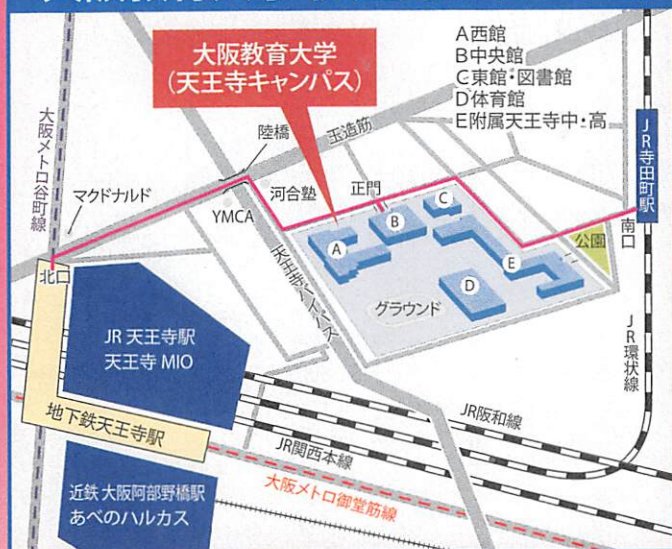 大阪教育大学
(天王寺キャンパス)
A西館
B中央館
C東館・図書館
D体育館
E附属天王寺中・高
大阪メトロ谷町線
陸橋
玉造筋
JR寺田町駅
マクドナルド
河合塾
正門
YMCA
C
B
A
南口
公園
北口
天王寺バイパス
E
D
グラウンド
JR 天王寺駅
天王寺 MIO
JR環状線
地下鉄天王寺駅
JR阪和線
JR関西本線
大阪メトロ御堂筋線
近鉄 大阪阿部野橋駅
あべのハルカス